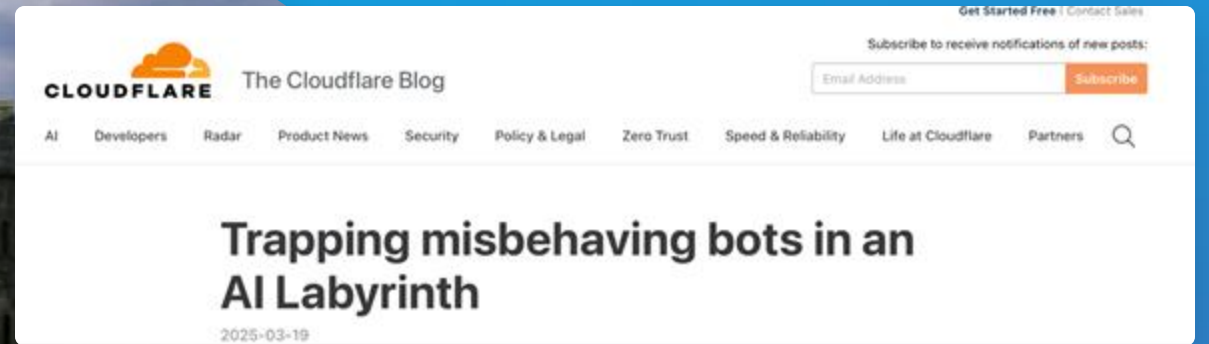 Get Started Free | Contact Sales
Subscribe to receive notifications of new posts:
CLOUDFLARE
The Cloudflare Blog
Email Address
Subscribe
AI Developers Radar Product News Security Policy & Legal Zero Trust Speed & Reliability Life at Cloudflare Partners
Trapping misbehaving bots in an
AI Labyrinth
2025-03-19